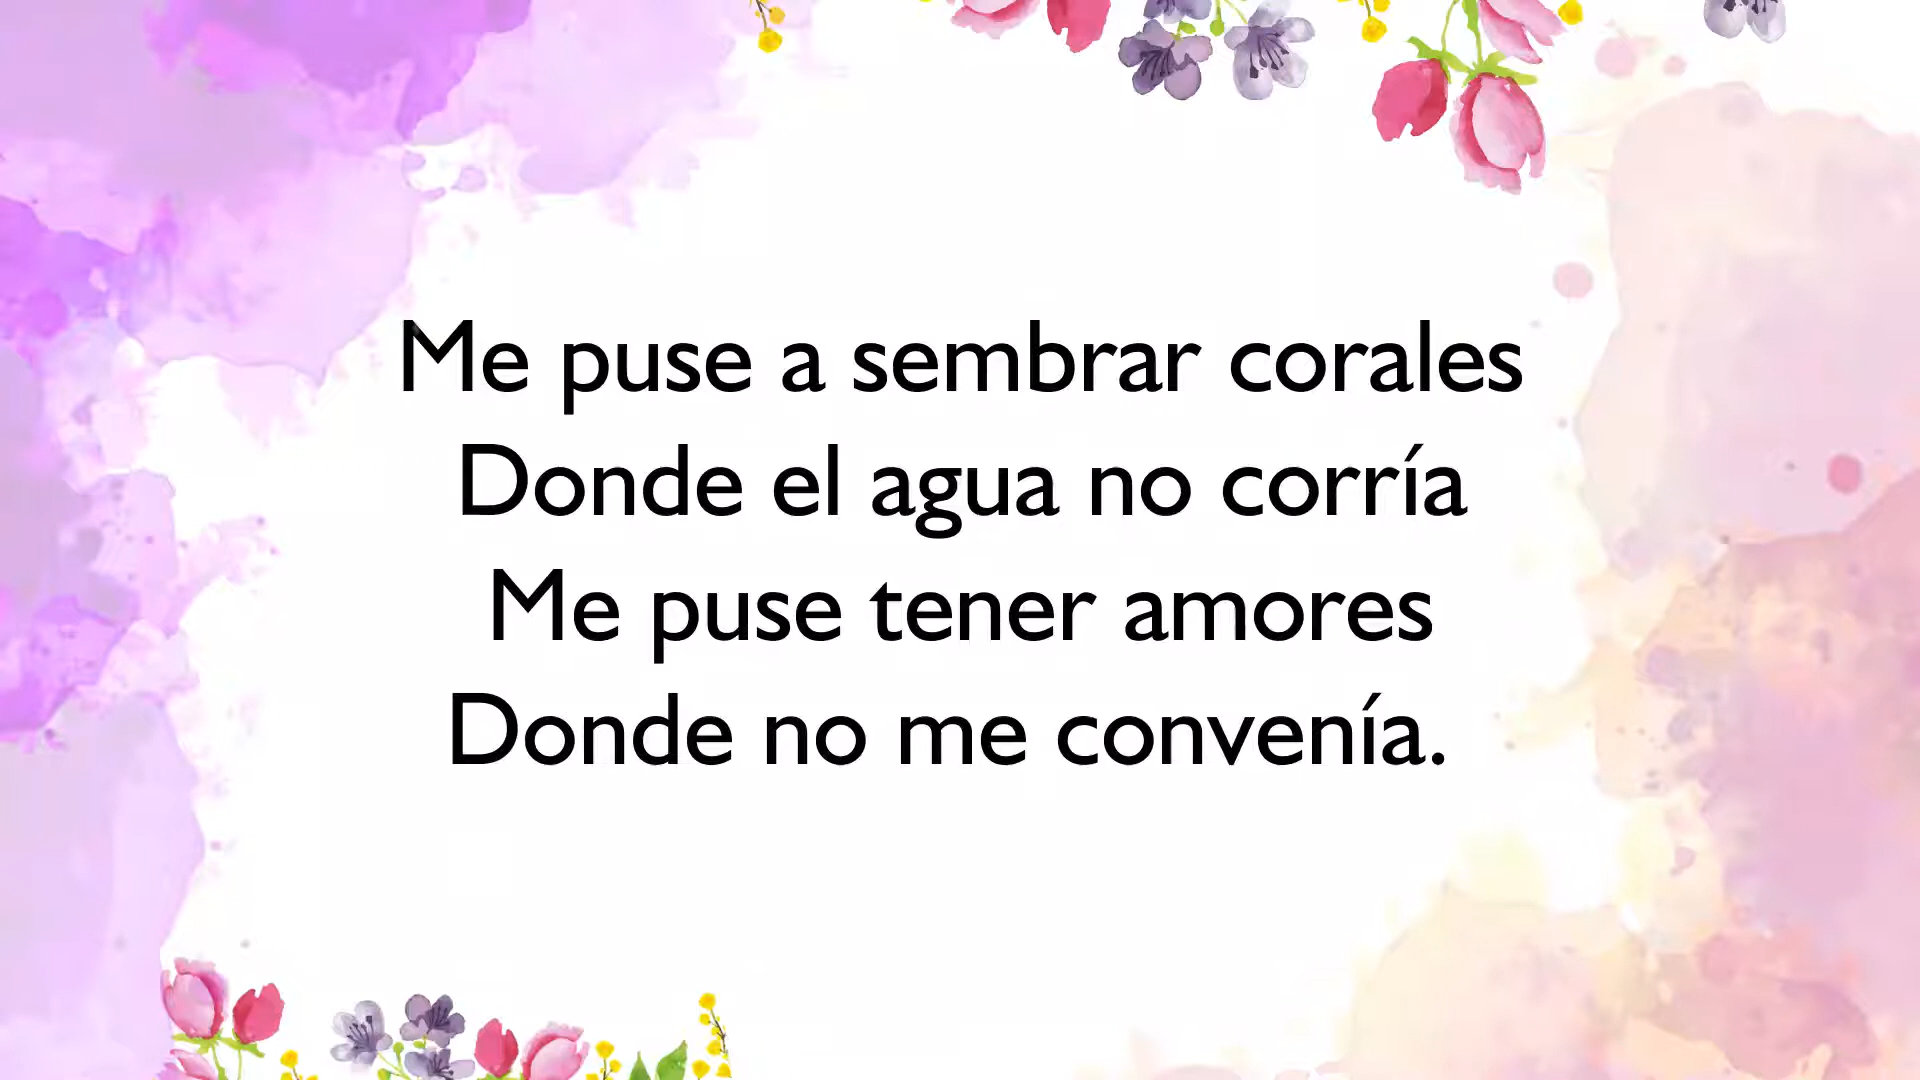 Me puse a sembrar corales
Donde el agua no corría
Me puse tener amores
Donde no me convenía.